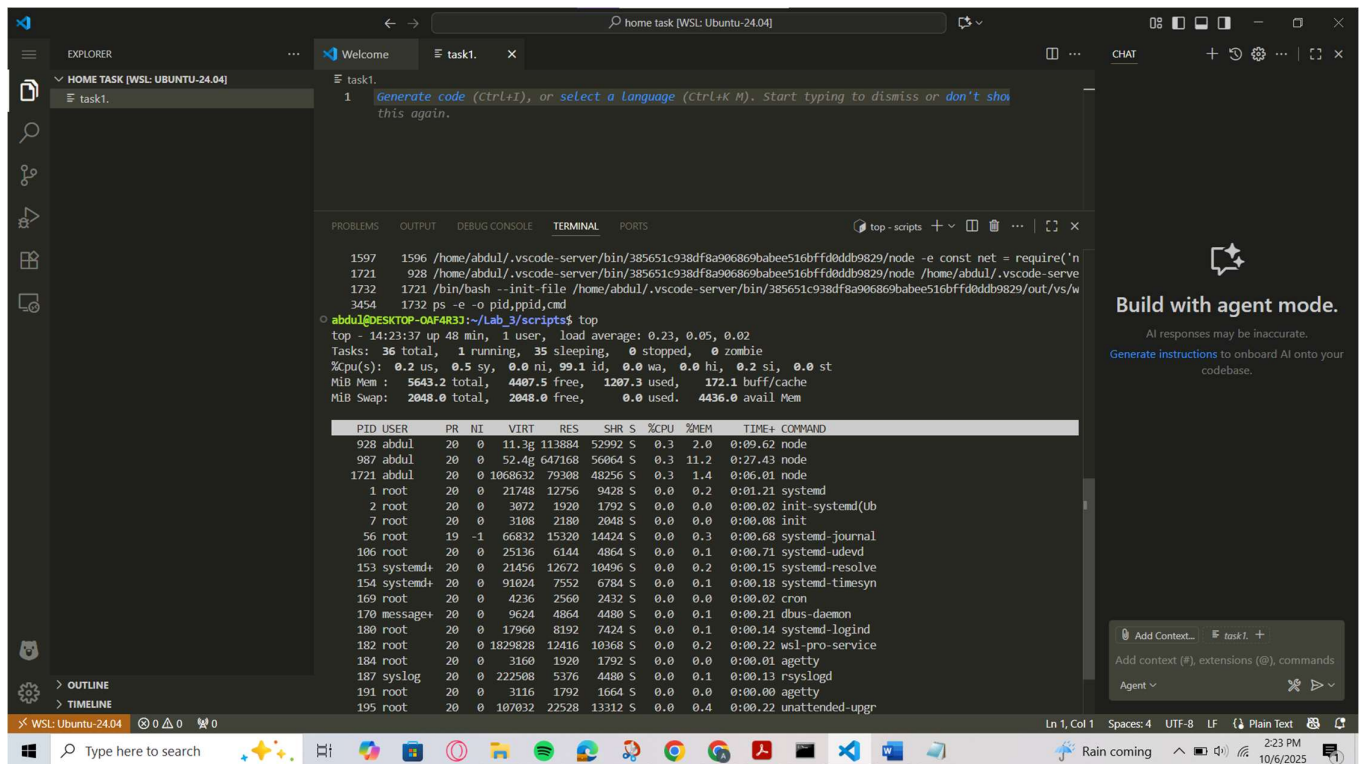 home task [WSL: Ubuntu-24.04]
EXPLORER
HOME TASK [WSL: UBUNTU-24.04]
task1.
OUTLINE
TIMELINE
Welcome
task1.
task1.
1 Generate code (Ctrl+I), or select a language (Ctrl+K M). Start typing to dismiss or don't show
this again.
PROBLEMS OUTPUT DEBUG CONSOLE TERMINAL PORTS
top - scripts
1597 1596 /home/abdul/.vscode-server/bin/385651c938df8a906869babee516bffd0ddb9829/node -e const net = require('n
1721 928 /home/abdul/.vscode-server/bin/385651c938df8a906869babee516bffd0ddb9829/node /home/abdul/.vscode-serve
1732 1721 /bin/bash --init-file /home/abdul/.vscode-server/bin/385651c938df8a906869babee516bffd0ddb9829/out/vs/w
3454 1732 ps -e -o pid,ppid,cmd
abdul@DESKTOP-OAF4R3J:~/Lab_3/scripts$ top
top - 14:23:37 up 48 min, 1 user, load average: 0.23, 0.05, 0.02
Tasks: 36 total, 1 running, 35 sleeping, 0 stopped, 0 zombie
%Cpu(s): 0.2 us, 0.5 sy, 0.0 ni, 99.1 id, 0.0 wa, 0.0 hi, 0.2 si, 0.0 st
MiB Mem : 5643.2 total, 4407.5 free, 1207.3 used, 172.1 buff/cache
MiB Swap: 2048.0 total, 2048.0 free, 0.0 used. 4436.0 avail Mem
PID USER PR NI VIRT RES SHR S %CPU %MEM TIME+ COMMAND
928 abdul 20 0 11.3g 113884 52992 S 0.3 2.0 0:09.62 node
987 abdul 20 0 52.4g 647168 56064 S 0.3 11.2 0:27.43 node
1721 abdul 20 0 1068632 79308 48256 S 0.3 1.4 0:06.01 node
1 root 20 0 21748 12756 9428 S 0.0 0.2 0:01.21 systemd
2 root 20 0 3072 1920 1792 S 0.0 0.0 0:00.02 init-systemd(Ub
7 root 20 0 3108 2180 2048 S 0.0 0.0 0:00.08 init
56 root 19 -1 66832 15320 14424 S 0.0 0.3 0:00.68 systemd-journal
106 root 20 0 25136 6144 4864 S 0.0 0.1 0:00.71 systemd-udevd
153 systemd+ 20 0 21456 12672 10496 S 0.0 0.2 0:00.15 systemd-resolve
154 systemd+ 20 0 91024 7552 6784 S 0.0 0.1 0:00.18 systemd-timesyn
169 root 20 0 4236 2560 2432 S 0.0 0.0 0:00.02 cron
170 message+ 20 0 9624 4864 4480 S 0.0 0.1 0:00.21 dbus-daemon
180 root 20 0 17960 8192 7424 S 0.0 0.1 0:00.14 systemd-logind
182 root 20 0 1829828 12416 10368 S 0.0 0.2 0:00.22 wsl-pro-service
184 root 20 0 3160 1920 1792 S 0.0 0.0 0:00.01 agetty
187 syslog 20 0 222508 5376 4480 S 0.0 0.1 0:00.13 rsyslogd
191 root 20 0 3116 1792 1664 S 0.0 0.0 0:00.00 agetty
195 root 20 0 107032 22528 13312 S 0.0 0.4 0:00.22 unattended-upgr
CHAT
Build with agent mode.
AI responses may be inaccurate.
Generate instructions to onboard AI onto your
codebase.
Add Context... task1.
Add context (#), extensions (@), commands
Agent
WSL: Ubuntu-24.04 0 0 0 Ln 1, Col 1 Spaces: 4 UTF-8 LF Plain Text
Type here to search
Rain coming
2:23 PM
10/6/2025
1